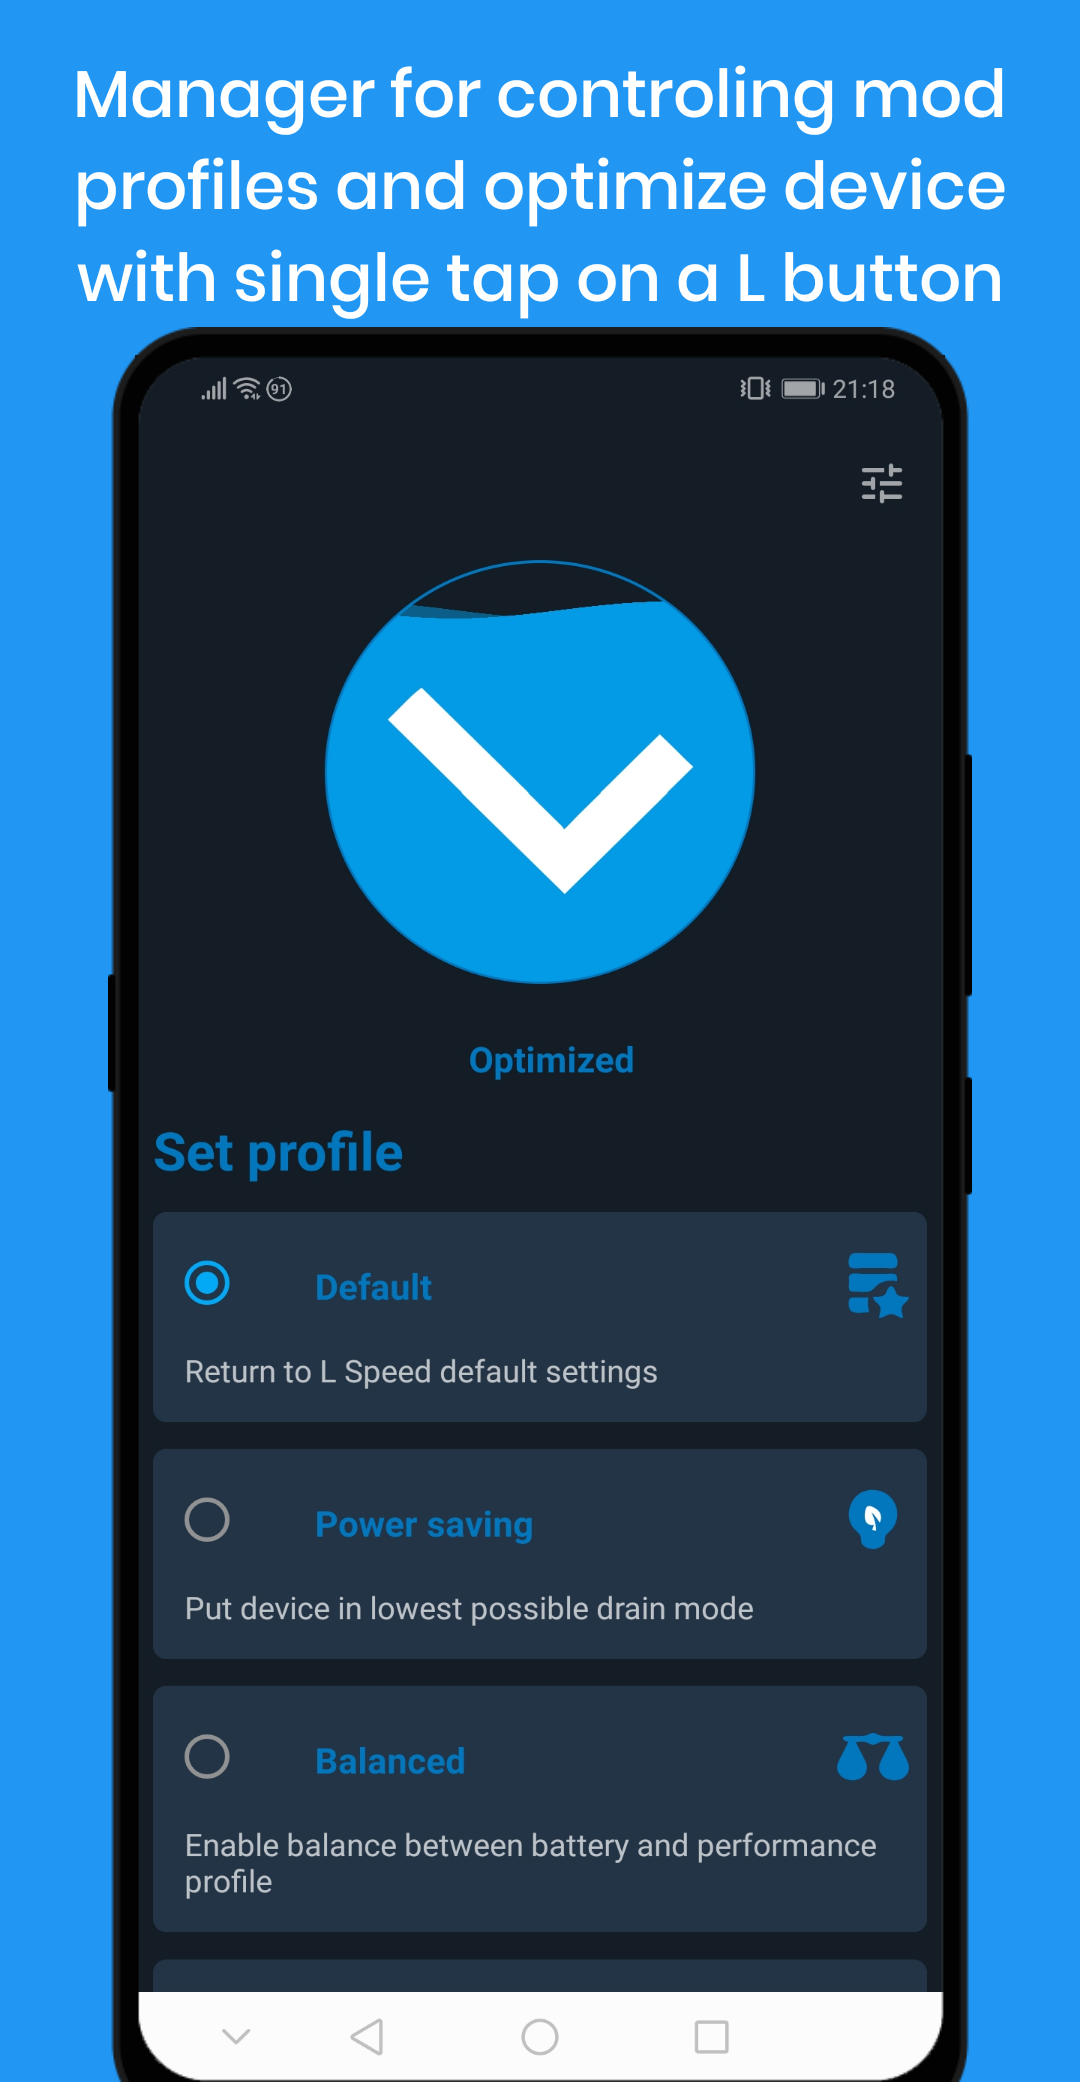 Manager for controling mod
profiles and optimize device
with single tap on a L button
91
21:18
Optimized
Set profile
Default
Return to L Speed default settings
Power saving
Put device in lowest possible drain mode
Balanced
Enable balance between battery and performance
profile